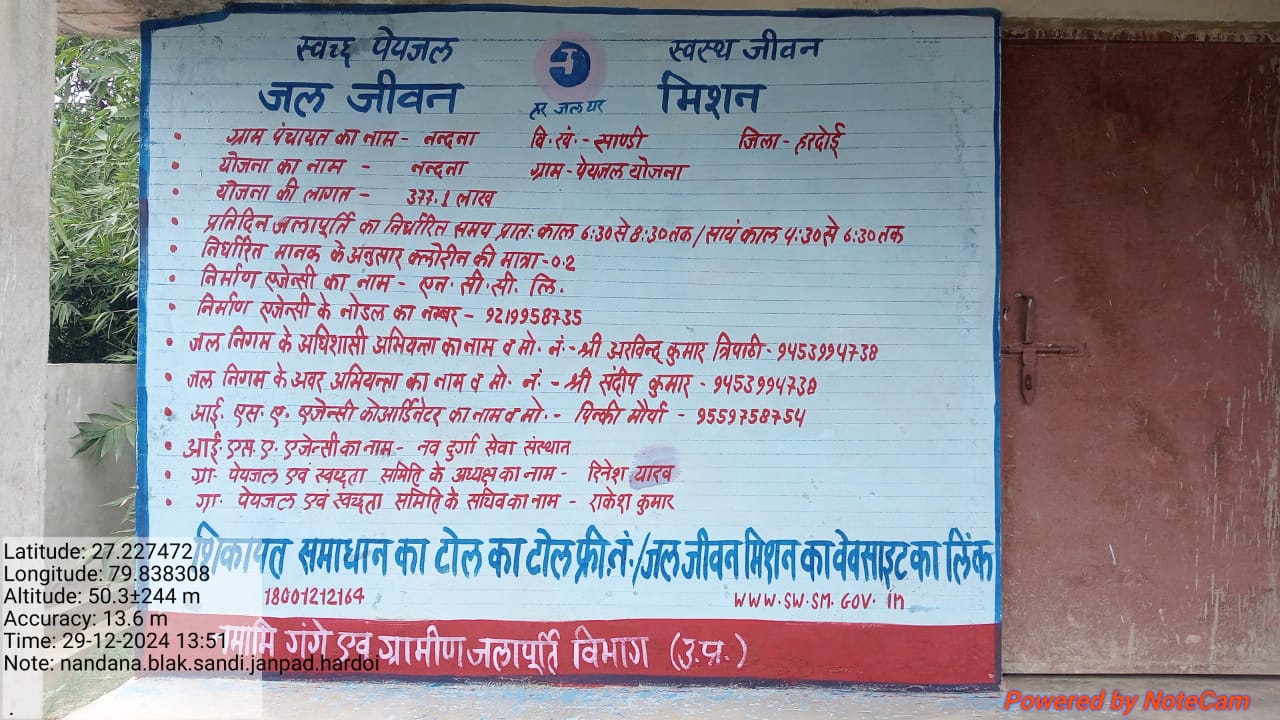 स्वच्छ पेयजल स्वस्थ जीवन
जल जीवन हर जल घर मिशन
• ग्राम पंचायत का नाम - नन्दना वि.खं. - साण्डी जिला - हरदोई
• योजना का नाम - नन्दना ग्राम - पेयजल योजना
• योजना की लागत - 377.1 लाख
• प्रतिदिन जलापूर्ति का निर्धारित समय प्रात: काल 6:30 से 8:30 तक / सायं काल 4:30 से 6:30 तक
• निर्धारित मानक के अनुसार क्लोरीन की मात्रा - 0.2
• निर्माण एजेन्सी का नाम - एन. सी. सी. लि.
• निर्माण एजेन्सी के नोडल का नम्बर - 9219958735
• जल निगम के अधिशासी अभियन्ता का नाम व मो. नं. - श्री अरविन्द कुमार त्रिपाठी - 9453994738
• जल निगम के अवर अभियन्ता का नाम व मो. नं. - श्री संदीप कुमार - 9453994738
• आई. एस. ए. एजेन्सी कोआर्डिनेटर का नाम व मो. - पिन्की मौर्या - 9559758754
• आई. एस. ए. एजेन्सी का नाम - नव दुर्गा सेवा संस्थान
• ग्रा. पेयजल एवं स्वच्छता समिति के अध्यक्ष का नाम - दिनेश यादव
• ग्रा. पेयजल एवं स्वच्छता समिति के सचिव का नाम - राकेश कुमार
शिकायत समाधान का टोल का टोल फ्री.नं./जल जीवन मिशन का वेबसाइट का लिंक
18001212164 www.sw.sm.gov.in
नमामि गंगे एवं ग्रामीण जलापूर्ति विभाग (उ.प्र.)
Latitude: 27.227472
Longitude: 79.838308
Altitude: 50.3±244 m
Accuracy: 13.6 m
Time: 29-12-2024 13:51
Note: nandana.blak.sandi.janpad.hardoi
Powered by NoteCam